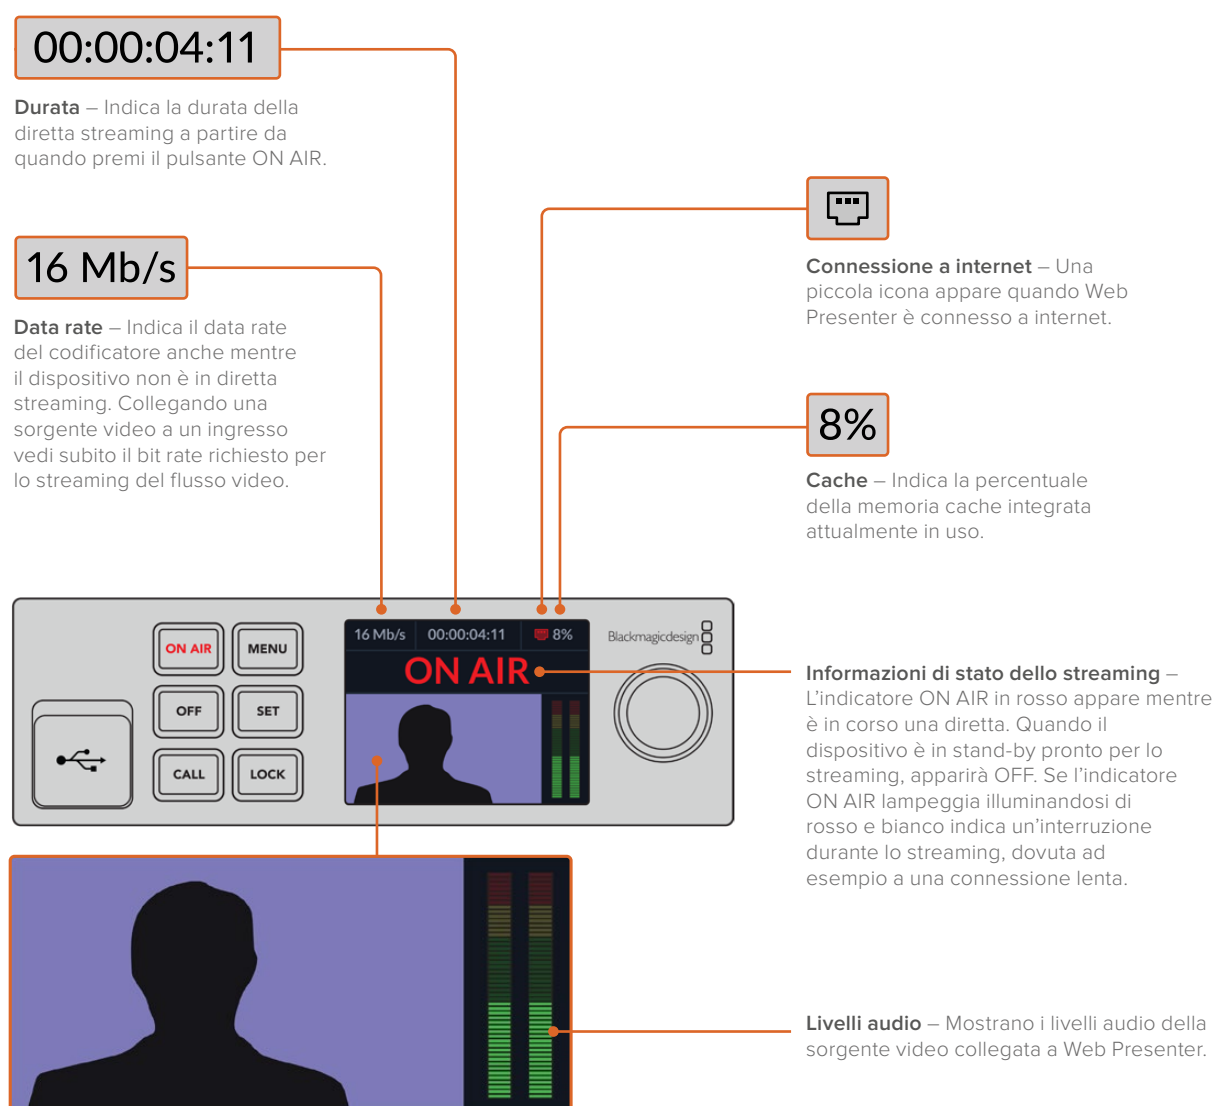 00:00:04:11
Durata – Indica la durata della
diretta streaming a partire da
quando premi il pulsante ON AIR.
16 Mb/s
Data rate – Indica il data rate
del codificatore anche mentre
il dispositivo non è in diretta
streaming. Collegando una
sorgente video a un ingresso
vedi subito il bit rate richiesto per
lo streaming del flusso video.
Connessione a internet – Una
piccola icona appare quando Web
Presenter è connesso a internet.
8%
Cache – Indica la percentuale
della memoria cache integrata
attualmente in uso.
ON AIR
MENU
OFF
SET
CALL
LOCK
16 Mb/s
00:00:04:11
8%
ON AIR
Blackmagicdesign
Informazioni di stato dello streaming –
L’indicatore ON AIR in rosso appare mentre
è in corso una diretta. Quando il
dispositivo è in stand-by pronto per lo
streaming, apparirà OFF. Se l’indicatore
ON AIR lampeggia illuminandosi di
rosso e bianco indica un’interruzione
durante lo streaming, dovuta ad
esempio a una connessione lenta.
Livelli audio – Mostrano i livelli audio della
sorgente video collegata a Web Presenter.